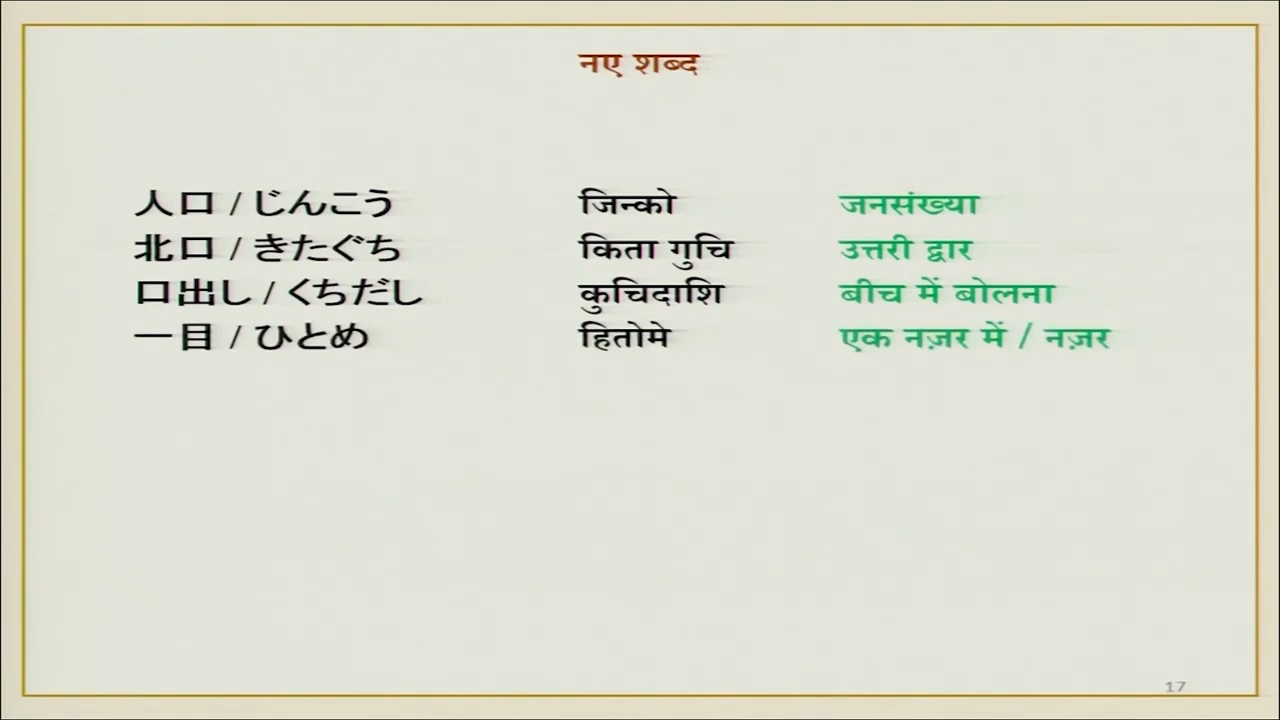 नए शब्द
人口 / じんこう जिन्को जनसंख्या
北口 / きたぐち किता गुचि उत्तरी द्वार
口出し / くちだし कुचिदाशि बीच में बोलना
一目 / ひとめ हितोमे एक नज़र में / नज़र
17